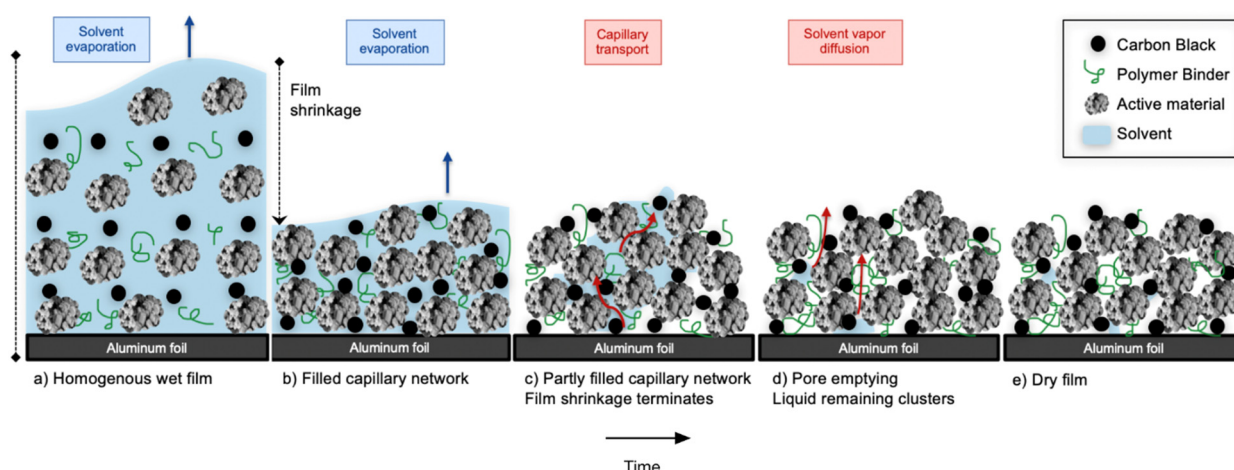 Solvent
evaporation
Solvent
evaporation
Capillary
transport
Solvent vapor
diffusion
Film
shrinkage
Carbon Black
Polymer Binder
Active material
Solvent
Aluminum foil
Aluminum foil
Aluminum foil
Aluminum foil
Aluminum foil
a) Homogenous wet film
b) Filled capillary network
c) Partly filled capillary network
Film shrinkage terminates
d) Pore emptying
Liquid remaining clusters
e) Dry film
Time